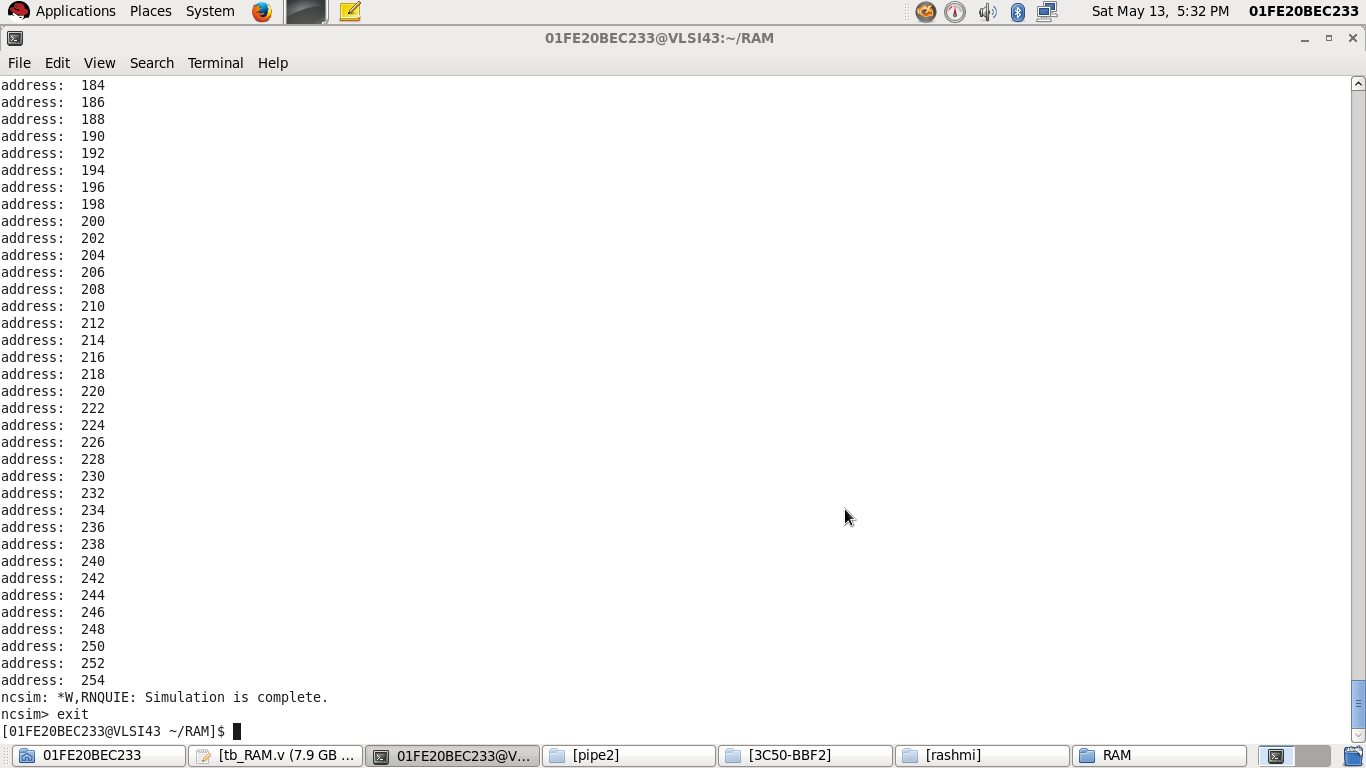 Applications Places System Sat May 13, 5:32 PM 01FE20BEC233
01FE20BEC233@VLSI43:~/RAM
File Edit View Search Terminal Help
address:  184
address:  186
address:  188
address:  190
address:  192
address:  194
address:  196
address:  198
address:  200
address:  202
address:  204
address:  206
address:  208
address:  210
address:  212
address:  214
address:  216
address:  218
address:  220
address:  222
address:  224
address:  226
address:  228
address:  230
address:  232
address:  234
address:  236
address:  238
address:  240
address:  242
address:  244
address:  246
address:  248
address:  250
address:  252
address:  254
ncsim: *W,RNQUIE: Simulation is complete.
ncsim> exit
[01FE20BEC233@VLSI43 ~/RAM]$
01FE20BEC233 [tb_RAM.v (7.9 GB ... 01FE20BEC233@V... [pipe2] [3C50-BBF2] [rashmi] RAM